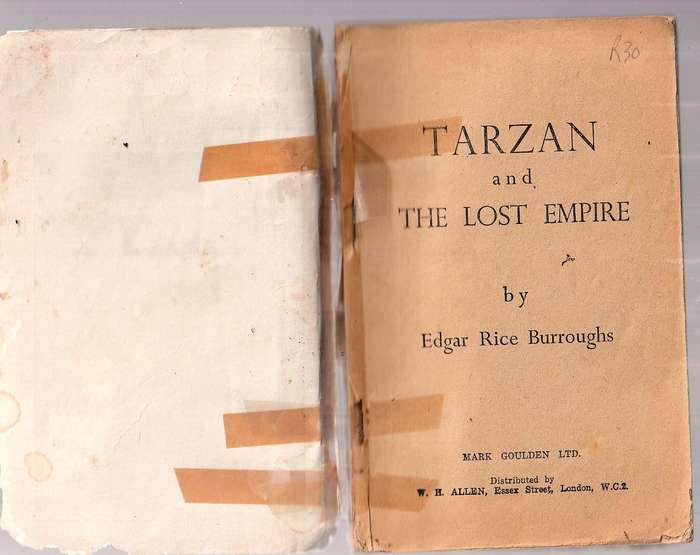 R30
TARZAN
and
THE LOST EMPIRE
by
Edgar Rice Burroughs
MARK GOULDEN LTD.
Distributed by
W. H. ALLEN, Essex Street, London, W.C.2.